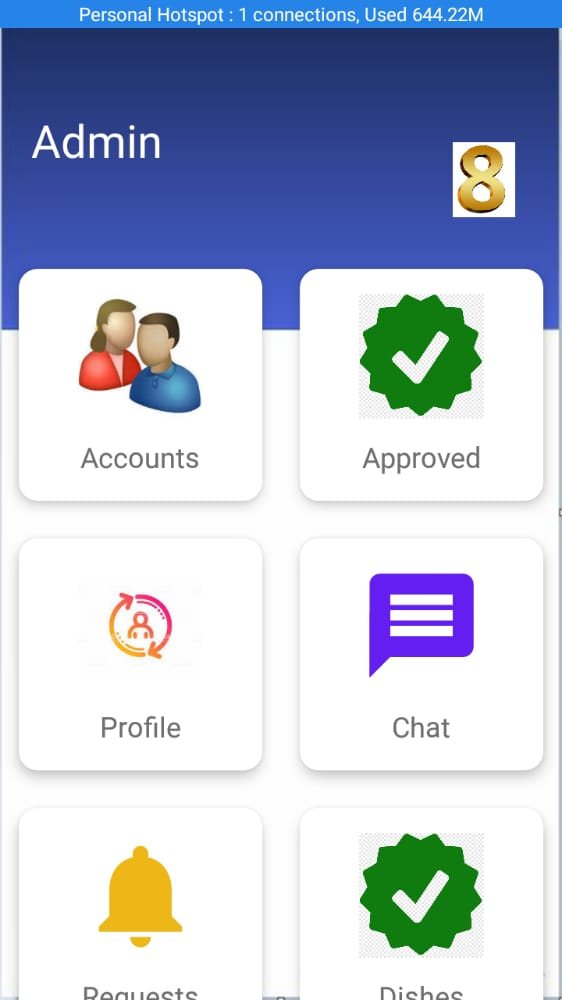 Personal Hotspot : 1 connections, Used 644.22M
Admin
8
Accounts
Approved
Profile
Chat
Requests
Dishes